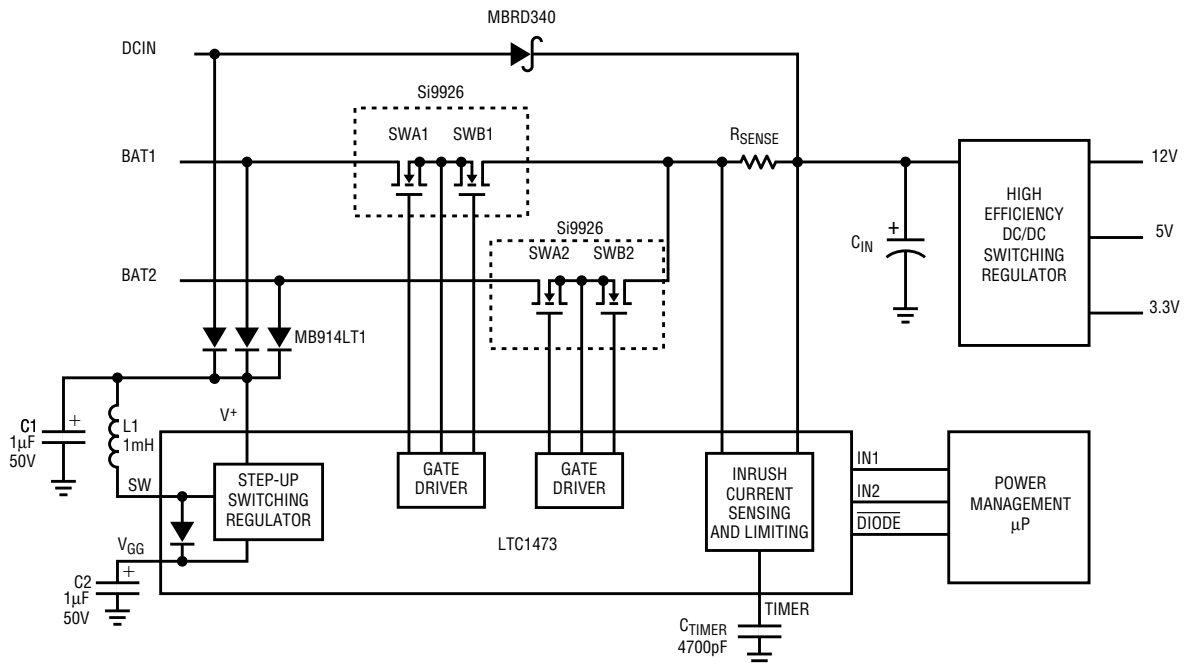 MBRD340
DCIN
Si9926
SWA1
SWB1
RSENSE
BAT1
12V
HIGH
EFFICIENCY
DC/DC
SWITCHING
REGULATOR
Si9926
SWA2
SWB2
+
CIN
5V
BAT2
3.3V
MB914LT1
V+
C1
1µF
50V
+
L1
1mH
SW
STEP-UP
SWITCHING
REGULATOR
GATE
DRIVER
GATE
DRIVER
INRUSH
CURRENT
SENSING
AND LIMITING
IN1
IN2
DIODE
POWER
MANAGEMENT
µP
LTC1473
VGG
C2
1µF
50V
+
TIMER
CTIMER
4700pF